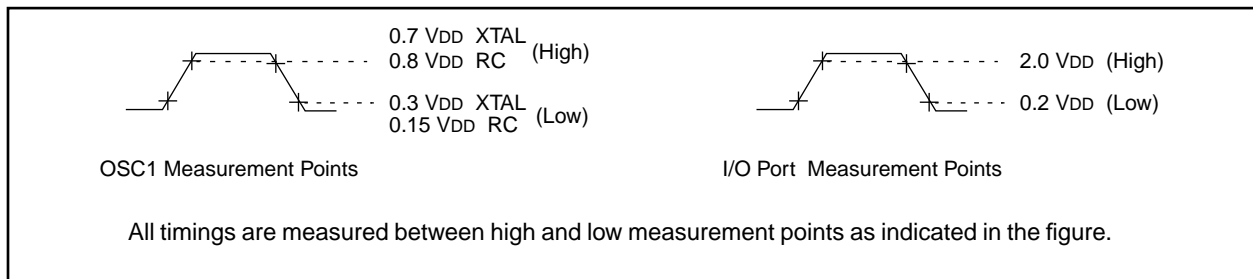 0.7 VDD XTAL
0.8 VDD RC
(High)
0.3 VDD XTAL
0.15 VDD RC
(Low)
OSC1 Measurement Points
2.0 VDD (High)
0.2 VDD (Low)
I/O Port Measurement Points
All timings are measured between high and low measurement points as indicated in the figure.